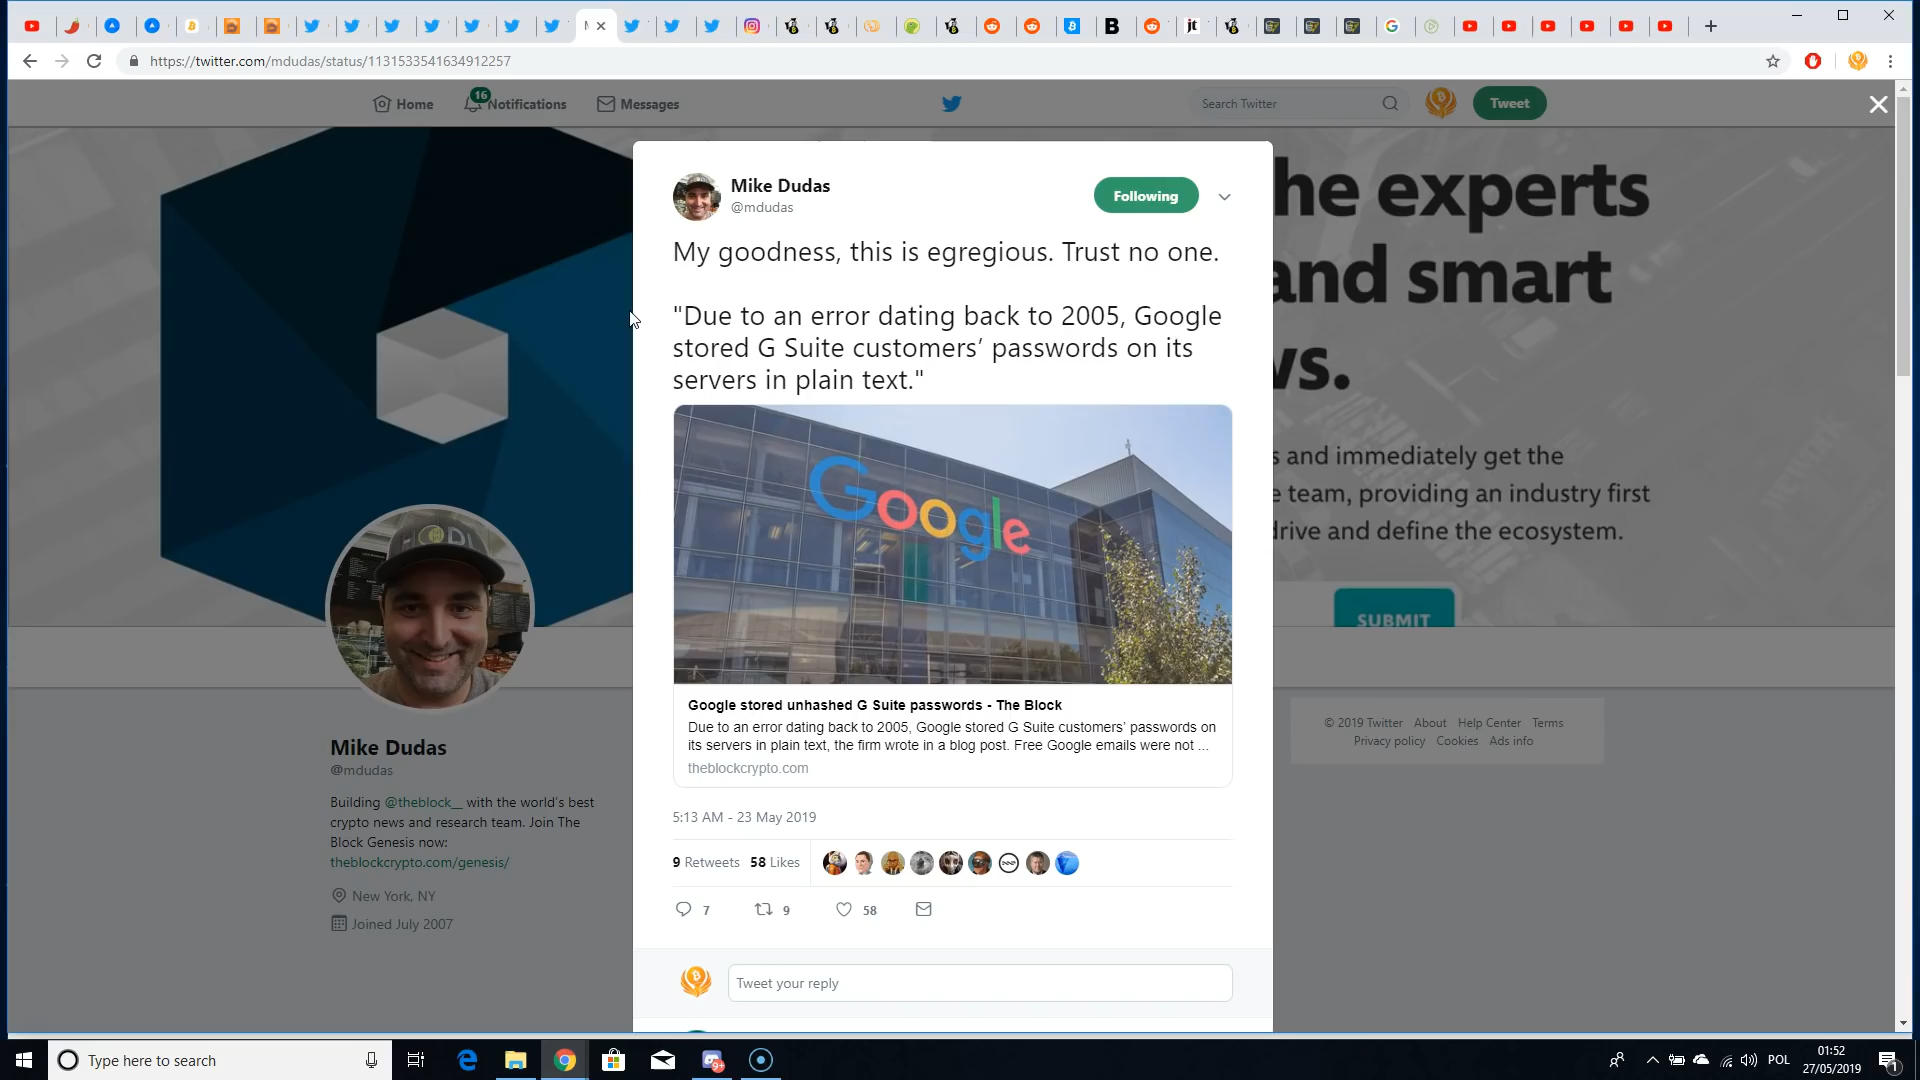 https://twitter.com/mdudas/status/1131533541634912257
Home
16
Notifications
Messages
Search Twitter
Tweet
he experts
and smart
vs.
s and immediately get the
e team, providing an industry first
drive and define the ecosystem.
SUBMIT
Mike Dudas
@mdudas
Following
My goodness, this is egregious. Trust no one.
"Due to an error dating back to 2005, Google
stored G Suite customers’ passwords on its
servers in plain text."
Google
Google stored unhashed G Suite passwords - The Block
Due to an error dating back to 2005, Google stored G Suite customers’ passwords on
its servers in plain text, the firm wrote in a blog post. Free Google emails were not ...
theblockcrypto.com
5:13 AM - 23 May 2019
9 Retweets 58 Likes
7
9
58
Tweet your reply
HODL
Mike Dudas
@mdudas
Building @theblock__ with the world’s best
crypto news and research team. Join The
Block Genesis now:
theblockcrypto.com/genesis/
New York, NY
Joined July 2007
© 2019 Twitter About Help Center Terms
Privacy policy Cookies Ads info
Type here to search
9+
POL
01:52
27/05/2019
1